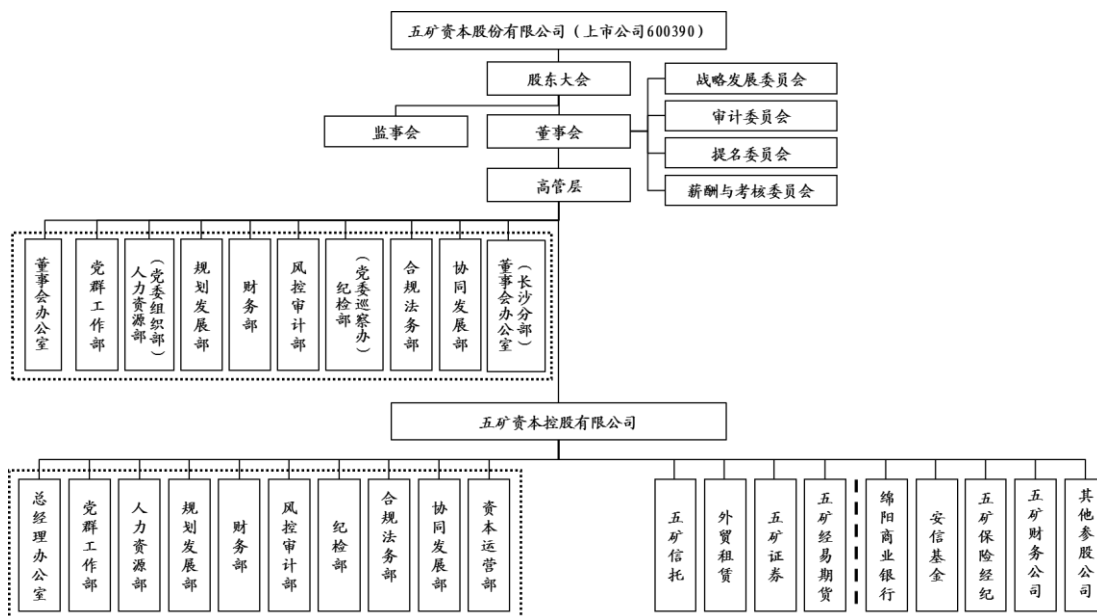 五矿资本股份有限公司（上市公司600390）
股东大会
战略发展委员会
审计委员会
监事会
董事会
提名委员会
高管层
薪酬与考核委员会
董事会办公室
党群工作部
人力资源部
（党委组织部）
规划发展部
财务部
风控审计部
纪检部
（党委巡察办）
合规法务部
协同发展部
董事会办公室
（长沙分部）
五矿资本控股有限公司
总经理办公室
党群工作部
人力资源部
规划发展部
财务部
风控审计部
纪检部
合规法务部
协同发展部
资本运营部
五矿信托
外贸租赁
五矿证券
五矿经易期货
绵阳商业银行
安信基金
五矿保险经纪
五矿财务公司
其他参股公司